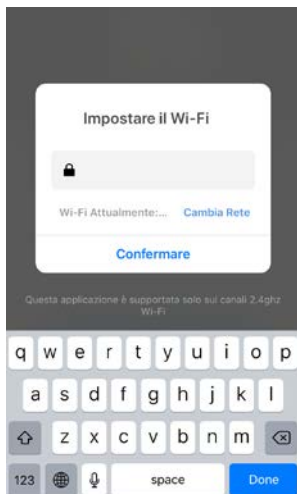 Impostare il Wi-Fi
Wi-Fi Attualmente:... Cambia Rete
Confermare
Questa applicazione è supportata solo sui canali 2.4ghz
Wi-Fi
q w e r t y u i o p
a s d f g h j k l
z x c v b n m
123 space Done